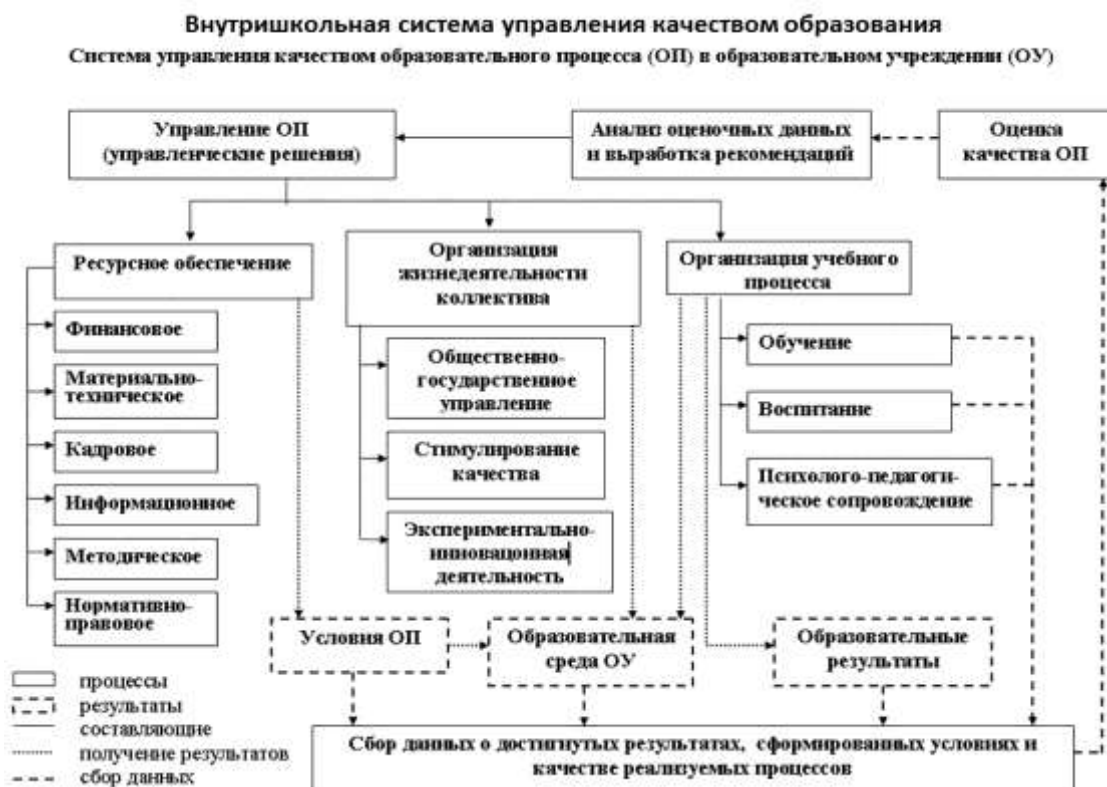 Внутришкольная система управления качеством образования
Система управления качеством образовательного процесса (ОП) в образовательном учреждении (ОУ)
Управление ОП
(управленческие решения)
Анализ оценочных данных
и выработка рекомендаций
Оценка
качества ОП
Ресурсное обеспечение
Организация
жизнедеятельности
коллектива
Организация учебного
процесса
Финансовое
Материально-
техническое
Кадровое
Информационное
Методическое
Нормативно-
правовое
Общественно-
государственное
управление
Стимулирование
качества
Экспериментально-
инновацонная
деятельность
Обучение
Воспитание
Психолого-педагоги-
ческое сопровождение
Условия ОП
Образовательная
среда ОУ
Образовательные
результаты
Сбор данных о достигнутых результатах, сформированных условиях и
качестве реализуемых процессов
процессы
результаты
составляющие
получение результатов
сбор данных